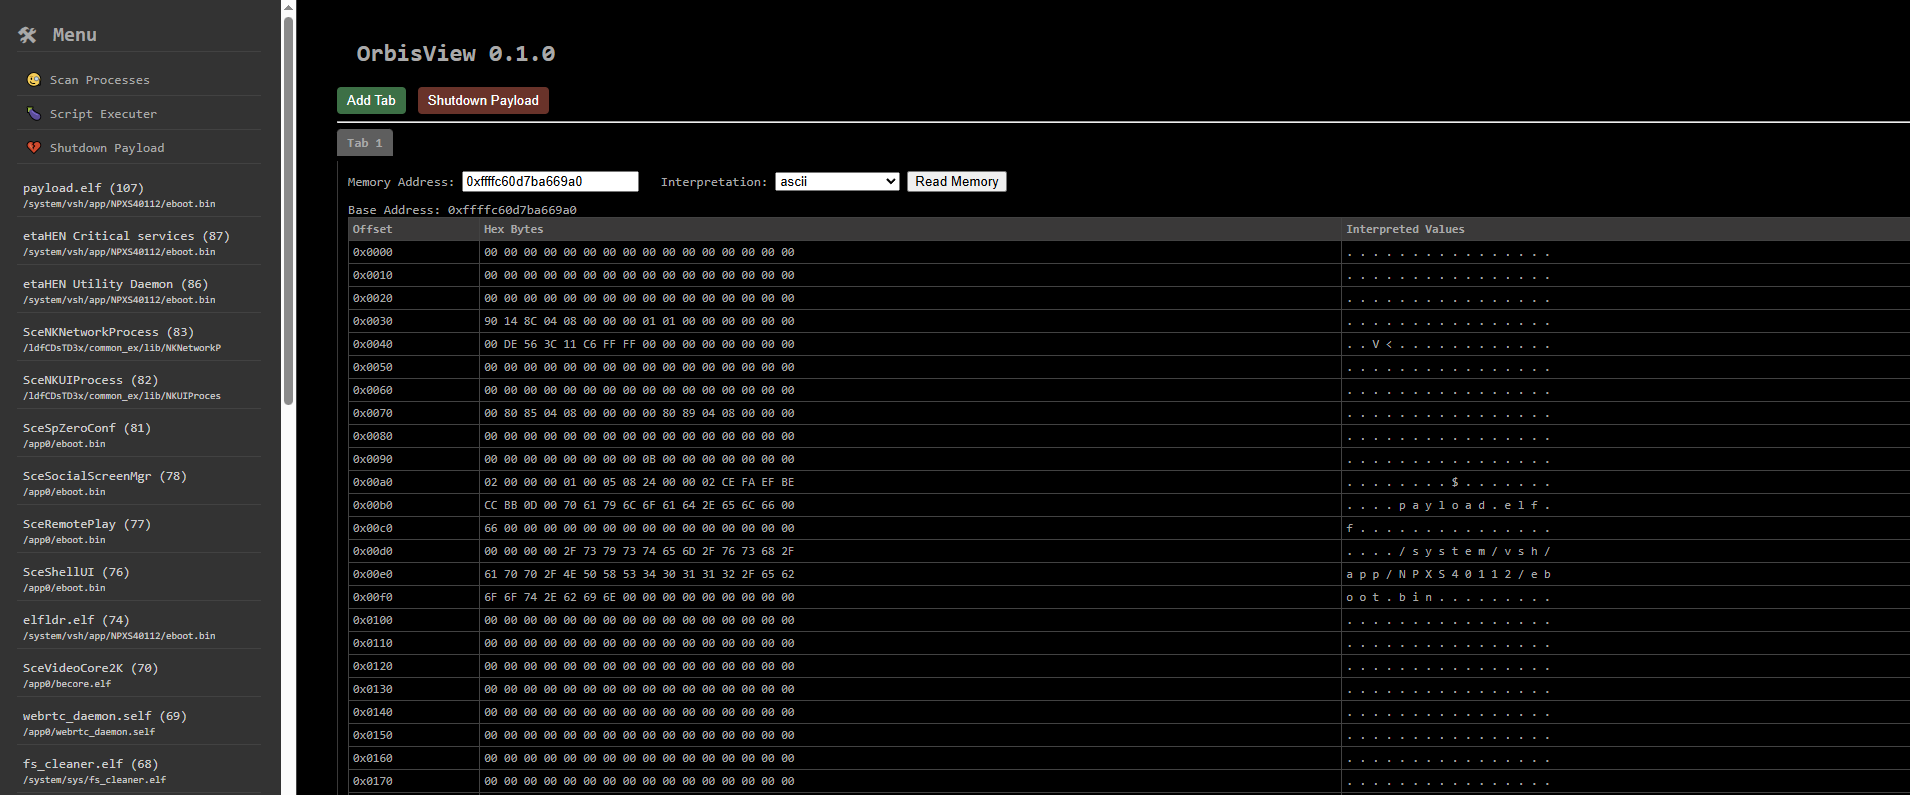 Menu
Scan Processes
Script Executer
Shutdown Payload
payload.elf (107)
/system/vsh/app/NPXS40112/eboot.bin
etaHEN Critical services (87)
/system/vsh/app/NPXS40112/eboot.bin
etaHEN Utility Daemon (86)
/system/vsh/app/NPXS40112/eboot.bin
SceNKNetworkProcess (83)
/ldfCDsTD3x/common_ex/lib/NKNetworkP
SceNKUIProcess (82)
/ldfCDsTD3x/common_ex/lib/NKUIProces
SceSpZeroConf (81)
/app0/eboot.bin
SceSocialScreenMgr (78)
/app0/eboot.bin
SceRemotePlay (77)
/app0/eboot.bin
SceShellUI (76)
/app0/eboot.bin
elfldr.elf (74)
/system/vsh/app/NPXS40112/eboot.bin
SceVideoCore2K (70)
/app0/becore.elf
webrtc_daemon.self (69)
/app0/webrtc_daemon.self
fs_cleaner.elf (68)
/system/sys/fs_cleaner.elf
OrbisView 0.1.0
Add Tab Shutdown Payload
Tab 1
Memory Address: 0xffffc60d7ba669a0 Interpretation: ascii Read Memory
Base Address: 0xffffc60d7ba669a0
Offset Hex Bytes Interpreted Values
0x0000 00 00 00 00 00 00 00 00 00 00 00 00 00 00 00 00 . . . . . . . . . . . . . . . .
0x0010 00 00 00 00 00 00 00 00 00 00 00 00 00 00 00 00 . . . . . . . . . . . . . . . .
0x0020 00 00 00 00 00 00 00 00 00 00 00 00 00 00 00 00 . . . . . . . . . . . . . . . .
0x0030 90 14 8C 04 08 00 00 00 01 01 00 00 00 00 00 00 . . . . . . . . . . . . . . . .
0x0040 00 DE 56 3C 11 C6 FF FF 00 00 00 00 00 00 00 00 . . V < . . . . . . . . . . . .
0x0050 00 00 00 00 00 00 00 00 00 00 00 00 00 00 00 00 . . . . . . . . . . . . . . . .
0x0060 00 00 00 00 00 00 00 00 00 00 00 00 00 00 00 00 . . . . . . . . . . . . . . . .
0x0070 00 80 85 04 08 00 00 00 00 80 89 04 08 00 00 00 . . . . . . . . . . . . . . . .
0x0080 00 00 00 00 00 00 00 00 00 00 00 00 00 00 00 00 . . . . . . . . . . . . . . . .
0x0090 00 00 00 00 00 00 00 00 0B 00 00 00 00 00 00 00 . . . . . . . . . . . . . . . .
0x00a0 02 00 00 00 01 00 05 08 24 00 00 02 CE FA EF BE . . . . . . . . $ . . . . . . .
0x00b0 CC BB 0D 00 70 61 79 6C 6F 61 64 2E 65 6C 66 00 . . . . p a y l o a d . e l f .
0x00c0 66 00 00 00 00 00 00 00 00 00 00 00 00 00 00 00 f . . . . . . . . . . . . . . .
0x00d0 00 00 00 00 2F 73 79 73 74 65 6D 2F 76 73 68 2F . . . . / s y s t e m / v s h /
0x00e0 61 70 70 2F 4E 50 58 53 34 30 31 31 32 2F 65 62 a p p / N P X S 4 0 1 1 2 / e b
0x00f0 6F 6F 74 2E 62 69 6E 00 00 00 00 00 00 00 00 00 o o t . b i n . . . . . . . . .
0x0100 00 00 00 00 00 00 00 00 00 00 00 00 00 00 00 00 . . . . . . . . . . . . . . . .
0x0110 00 00 00 00 00 00 00 00 00 00 00 00 00 00 00 00 . . . . . . . . . . . . . . . .
0x0120 00 00 00 00 00 00 00 00 00 00 00 00 00 00 00 00 . . . . . . . . . . . . . . . .
0x0130 00 00 00 00 00 00 00 00 00 00 00 00 00 00 00 00 . . . . . . . . . . . . . . . .
0x0140 00 00 00 00 00 00 00 00 00 00 00 00 00 00 00 00 . . . . . . . . . . . . . . . .
0x0150 00 00 00 00 00 00 00 00 00 00 00 00 00 00 00 00 . . . . . . . . . . . . . . . .
0x0160 00 00 00 00 00 00 00 00 00 00 00 00 00 00 00 00 . . . . . . . . . . . . . . . .
0x0170 00 00 00 00 00 00 00 00 00 00 00 00 00 00 00 00 . . . . . . . . . . . . . . . .